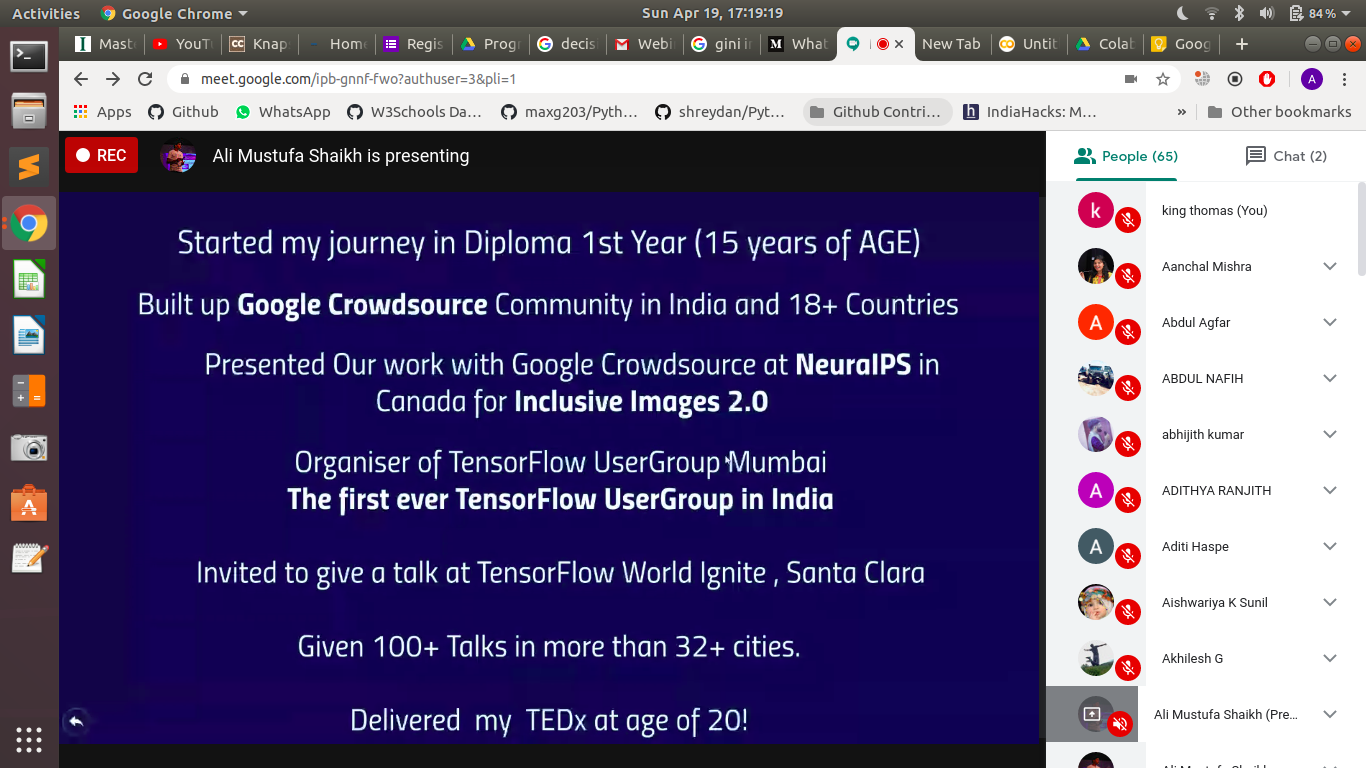 Activities
Google Chrome
Sun Apr 19, 17:19:19
84 %
Mast
YouT
CC
Knap
Home
Regis
Prog
decis
Webi
gini i
What
New Tab
Untit
Colab
Goog
meet.google.com/ipb-gnnf-fwo?authuser=3&pli=1
A
Apps
Github
WhatsApp
W3Schools Da...
maxg203/Pyth...
shreydan/Pyt...
Github Contri...
h
IndiaHacks: M...
»
Other bookmarks
REC
Ali Mustufa Shaikh is presenting
Started my journey in Diploma 1st Year (15 years of AGE)
Built up Google Crowdsource Community in India and 18+ Countries
Presented Our work with Google Crowdsource at NeuralPS in
Canada for Inclusive Images 2.0
Organiser of TensorFlow UserGroup Mumbai
The first ever TensorFlow UserGroup in India
Invited to give a talk at TensorFlow World Ignite , Santa Clara
Given 100+ Talks in more than 32+ cities.
Delivered my TEDx at age of 20!
People (65)
Chat (2)
k
king thomas (You)
Aanchal Mishra
A
Abdul Agfar
ABDUL NAFIH
abhijith kumar
A
ADITHYA RANJITH
A
Aditi Haspe
Aishwariya K Sunil
Akhilesh G
Ali Mustufa Shaikh (Pre...